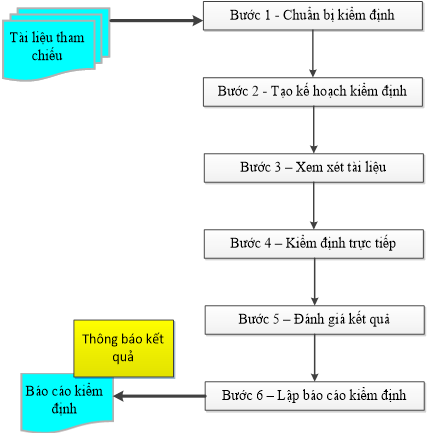 Tài liệu tham
chiếu
Bước 1 - Chuẩn bị kiểm định
Bước 2 - Tạo kế hoạch kiểm định
Bước 3 – Xem xét tài liệu
Bước 4 – Kiểm định trực tiếp
Bước 5 – Đánh giá kết quả
Thông báo kết
quả
Báo cáo kiểm
định
Bước 6 – Lập báo cáo kiểm định